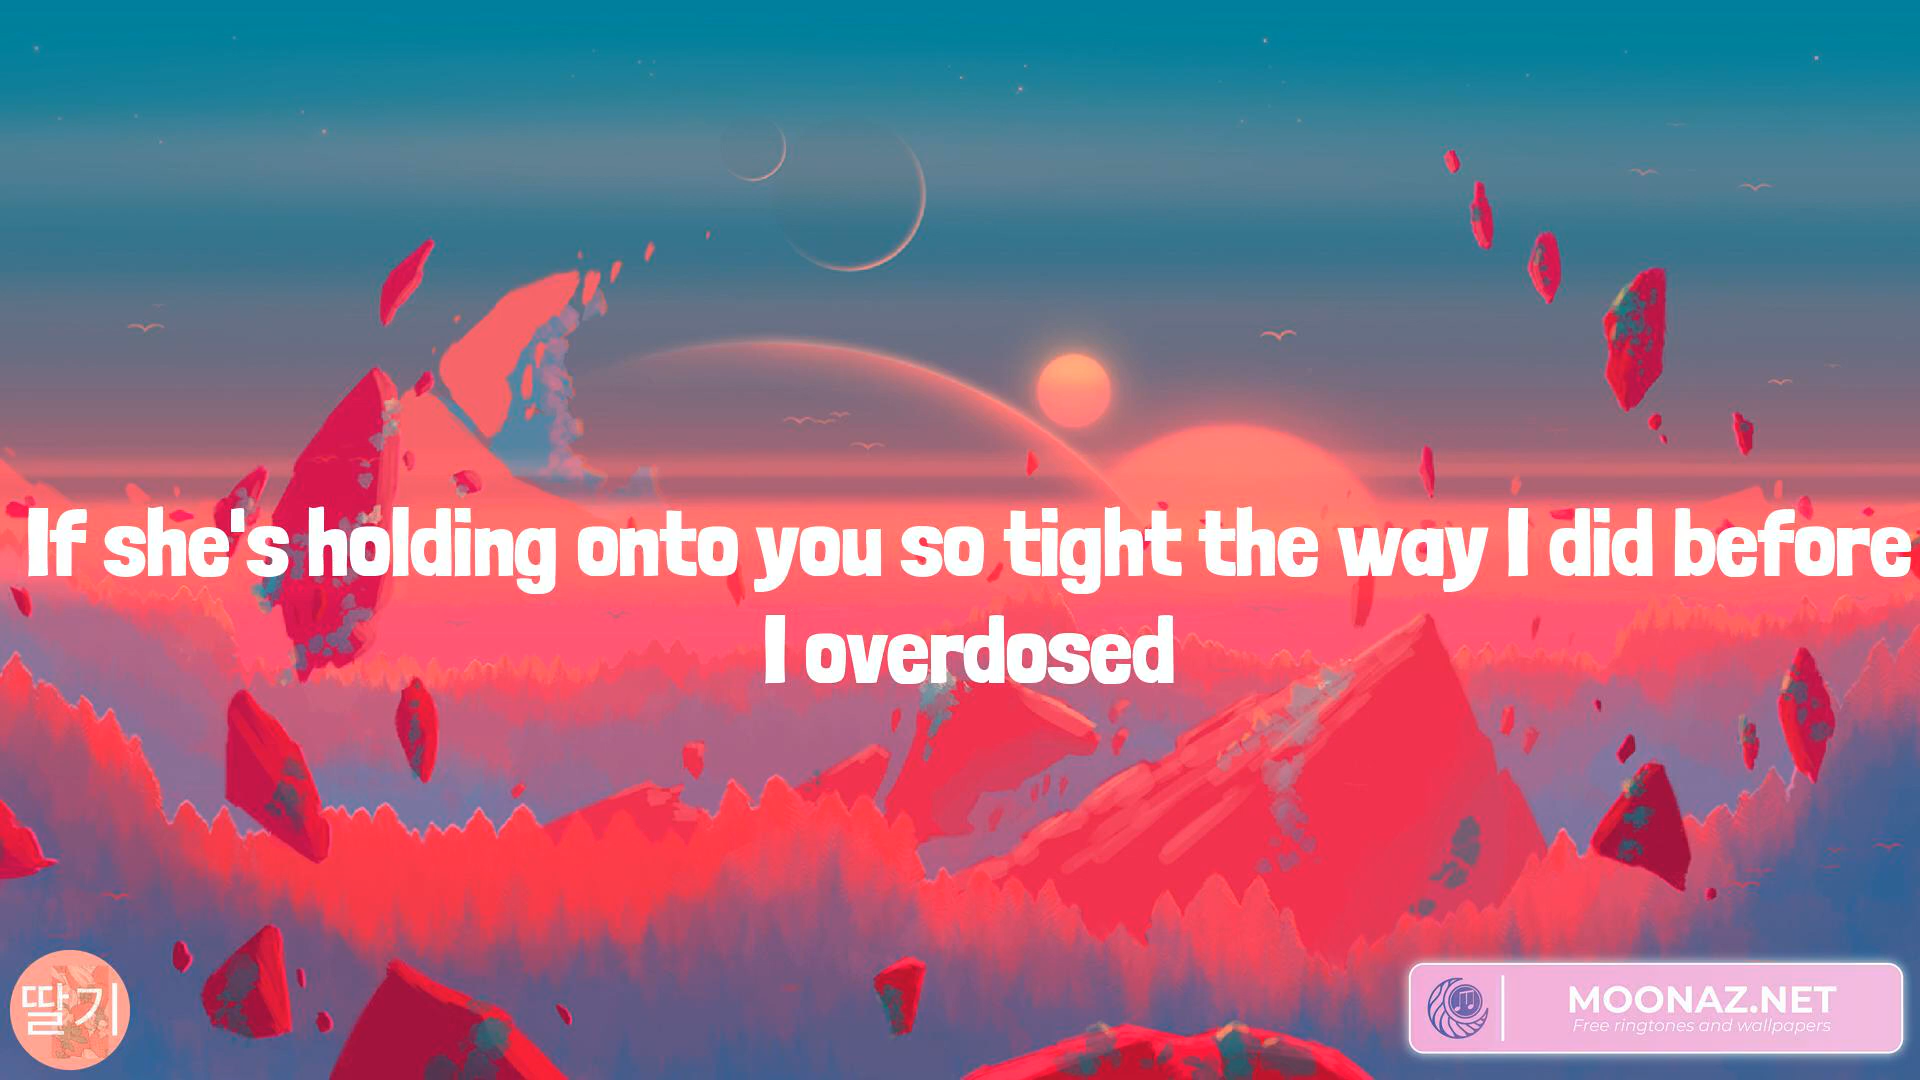 If she's holding onto you so tight the way I did before
I overdosed
딸기
MOONAZ.NET
Free ringtones and wallpapers